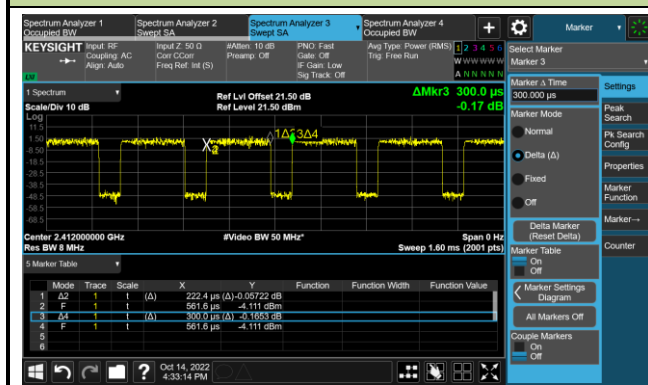 Spectrum Analyzer 1 Spectrum Analyzer 2 Spectrum Analyzer 3 Spectrum Analyzer 4 + Marker
Occupied BW Swept SA Swept SA Occupied BW
KEYSIGHT Input: RF Input Z: 50 Ω #Atten: 10 dB PNO: Fast Avg Type: Power (RMS) 1 2 3 4 5 6 Select Marker
Coupling: AC Corr CCorr Preamp: Off Gate: Off Trig: Free Run W W W W W W Marker 3
Align: Auto Freq Ref: Int (S) IF Gain: Low A N N N N N
Sig Track: Off
Marker Δ Time Settings
300.000 µs
1 Spectrum Ref Lvl Offset 21.50 dB ΔMkr3 300.0 µs
Scale/Div 10 dB Ref Level 21.50 dBm -0.17 dB
Log
Marker Mode Peak Search
11.5
1.50 1Δ23Δ4 Normal Pk Search Config
-8.50 2 Delta (Δ)
-18.5 Properties
-28.5 Fixed
-38.5 Marker Function
-48.5 Off
-58.5
-68.5 Delta Marker (Reset Delta) Marker→
Center 2.412000000 GHz #Video BW 50 MHz* Span 0 Hz
Res BW 8 MHz Sweep 1.60 ms (2001 pts)
Marker Table Counter
On
Off
5 Marker Table
Mode Trace Scale X Y Function Function Width Function Value
1 Δ2 1 t (Δ) 222.4 µs (Δ) -0.05722 dB
2 F 1 t 561.6 µs -4.111 dBm
3 Δ4 1 t (Δ) 300.0 µs (Δ) -0.1653 dB
4 F 1 t 561.6 µs -4.111 dBm
5
6
Marker Settings Diagram
All Markers Off
Couple Markers
On
Off
? Oct 14, 2022
4:33:14 PM